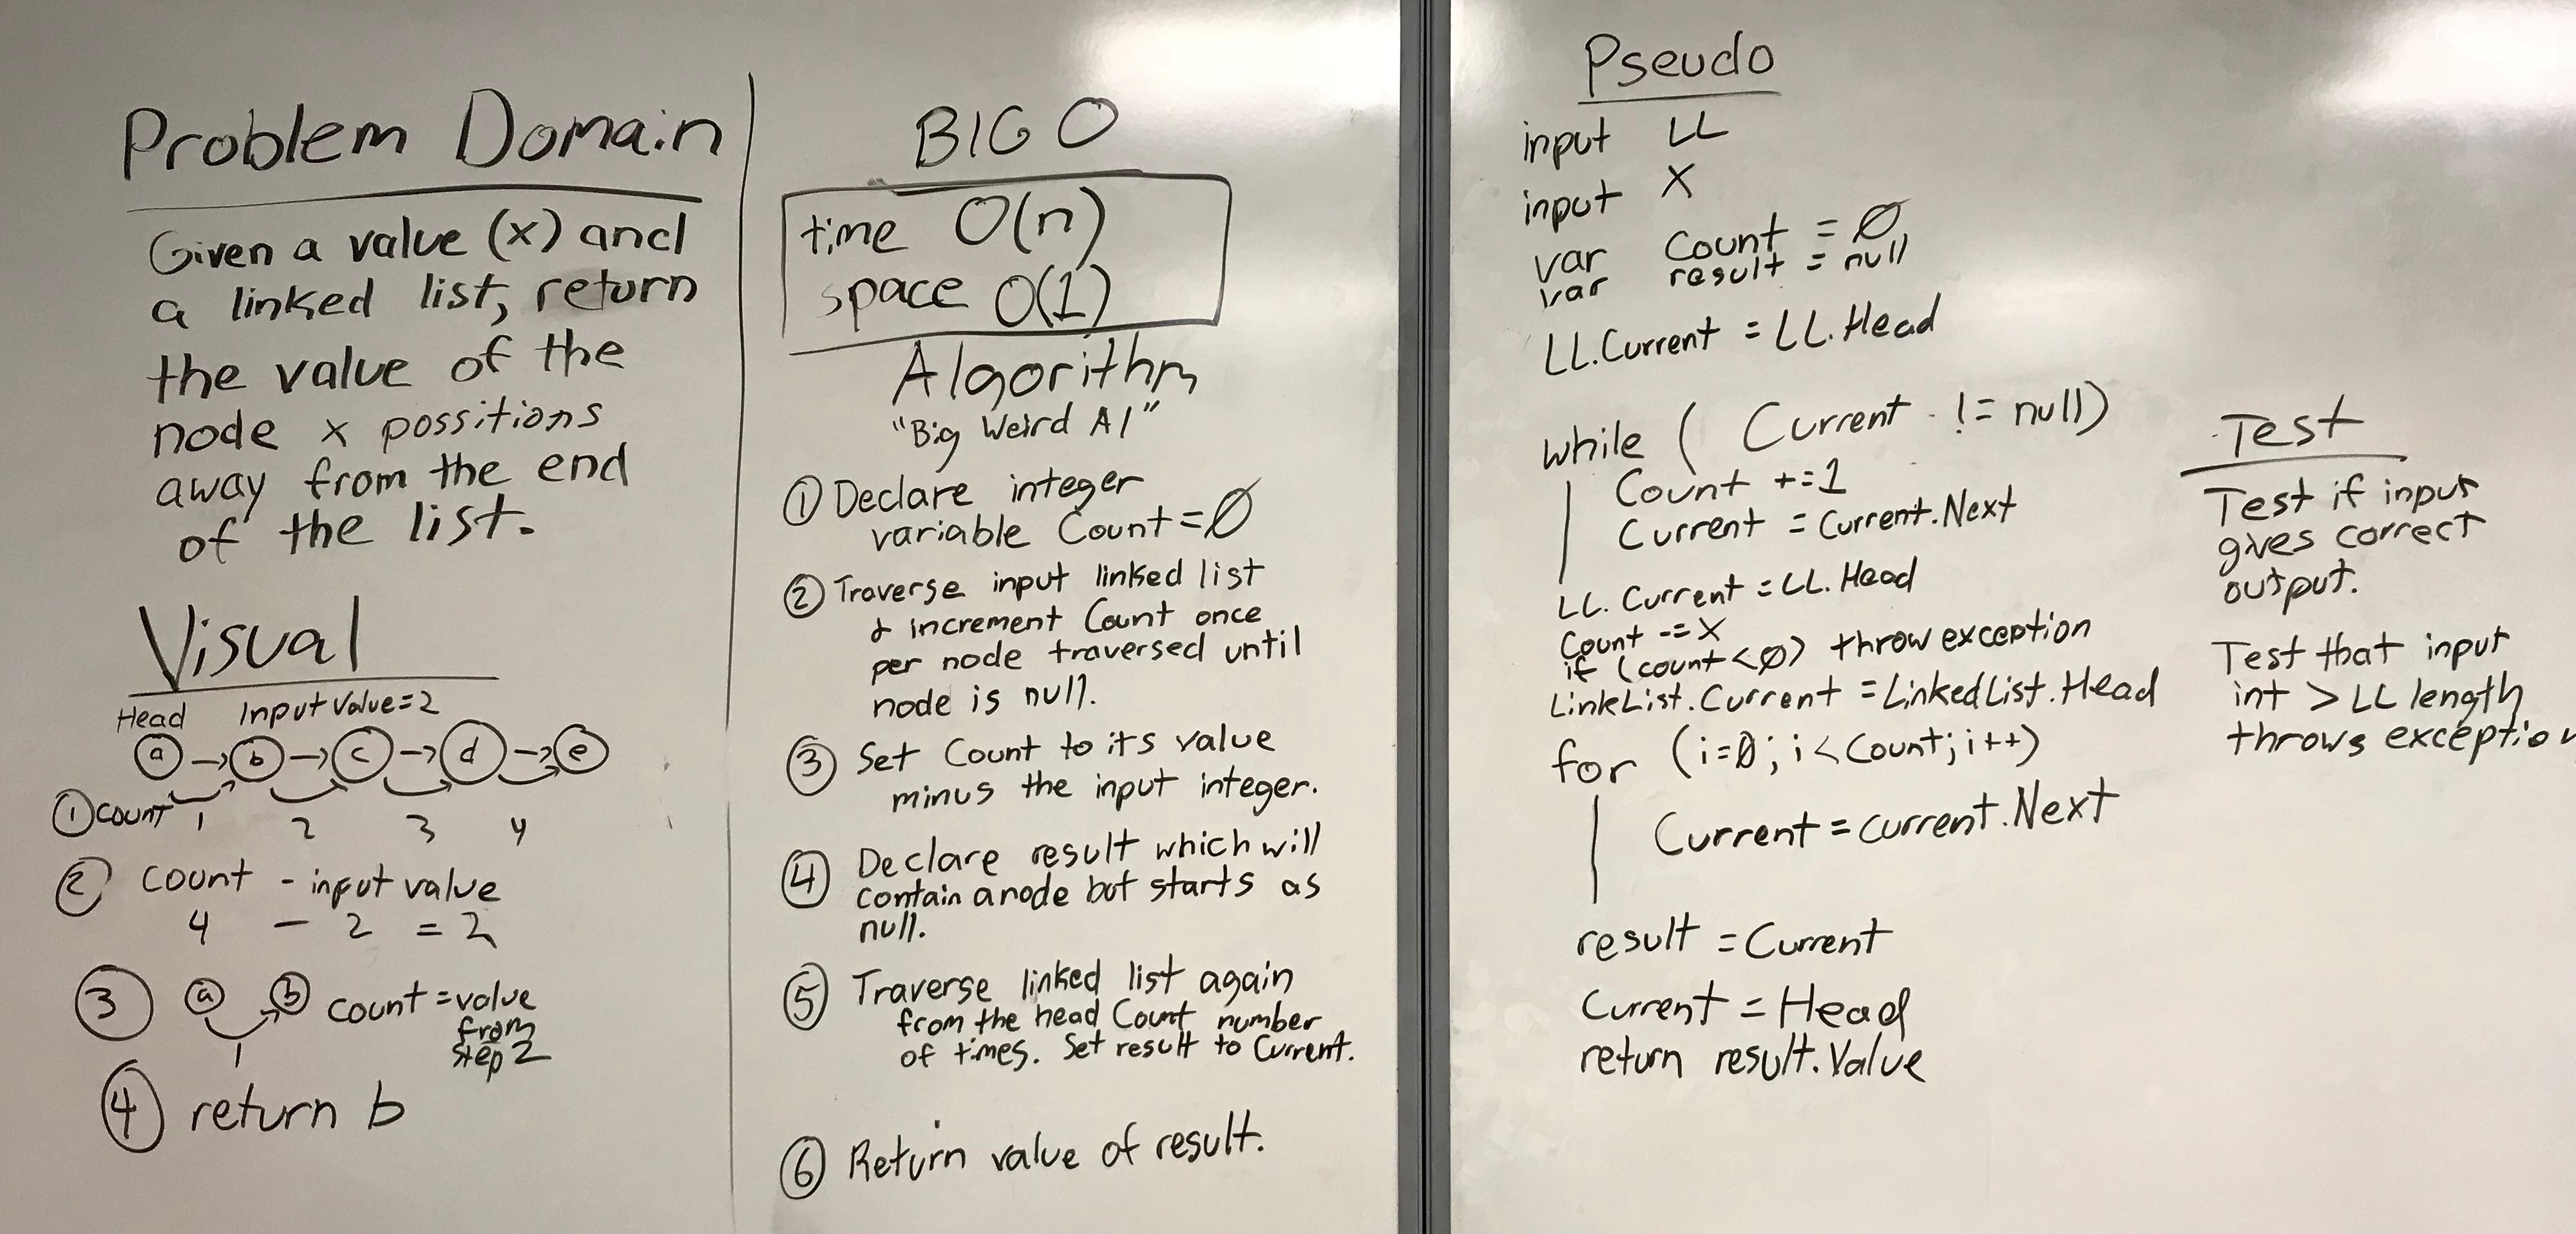 Problem Domain
Given a value (x) and
a linked list, return
the value of the
node x possitions
away from the end
of the list.
Visual
Head Input Value=2
a → b → c → d → e
① count 1 2 3 4
② count - input value
4 - 2 = 2
③ a b count = value
from
step 2
1
④ return b
BIG O
time O(n)
space O(1)
Algorithm
"Big Weird Al"
① Declare integer
variable Count = Ø
② Traverse input linked list
& increment Count once
per node traversed until
node is null.
③ Set Count to its value
minus the input integer.
④ Declare result which will
contain a node but starts as
null.
⑤ Traverse linked list again
from the head Count number
of times. Set result to Current.
⑥ Return value of result.
Pseudo
input LL
input X
var Count = Ø
var result = null
LL.Current = LL.Head
while ( Current != null)
Count +=1
Current = Current.Next
LL.Current = LL.Head
Count -= X
if (count < Ø) throw exception
LinkList.Current = LinkedList.Head
for (i=Ø; i < Count; i++)
Current = current.Next
result = Current
Current = Head
return result.Value
Test
Test if input
gives correct
output.
Test that input
int > LL length
throws exception